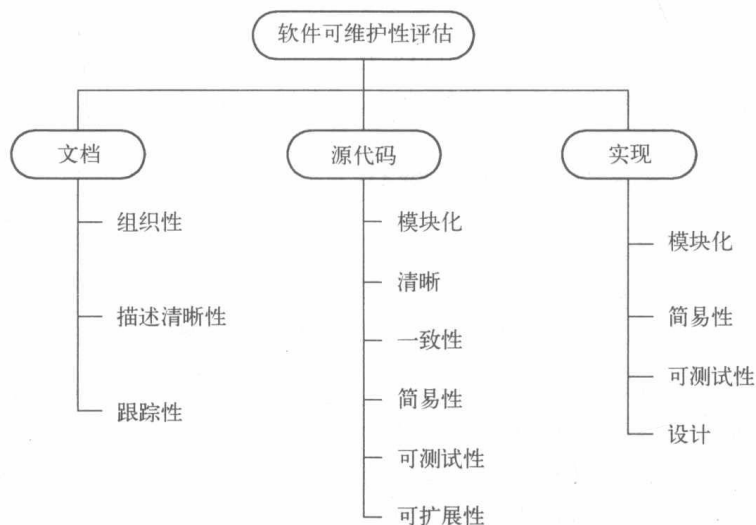 软件可维护性评估
文档
源代码
实现
组织性
描述清晰性
跟踪性
模块化
清晰
一致性
简易性
可测试性
可扩展性
模块化
简易性
可测试性
设计